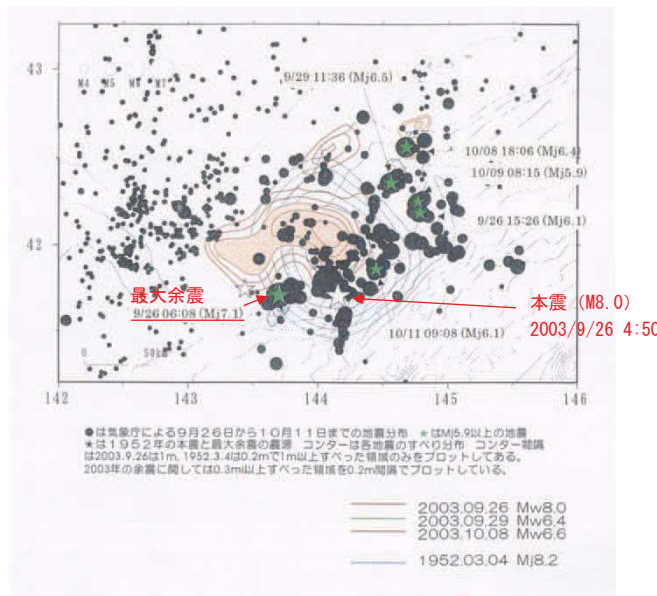 43
M4 M5 M6 M7
9/29 11:36 (Mj6.5)
10/08 18:06 (Mj6.4)
10/09 08:15 (Mj5.9)
9/26 15:26 (Mj6.1)
42
最大余震
9/26 06:08 (Mj7.1)
本震 (M8.0)
2003/9/26 4:50
10/11 09:08 (Mj6.1)
0 50km
142 143 144 145 146
●は気象庁による9月26日から10月11日までの地震分布 ★はMj5.9以上の地震
★は1952年の本震と最大余震の震源 コンターは各地震のすべり分布 コンター間隔
は2003.9.26は1m, 1952.3.4は0.2mで1m以上すべった領域のみをプロットしてある。
2003年の余震に関しては0.3m以上すべった領域を0.2m間隔でプロットしている。
2003.09.26 Mw8.0
2003.09.29 Mw6.4
2003.10.08 Mw6.6
1952.03.04 Mj8.2